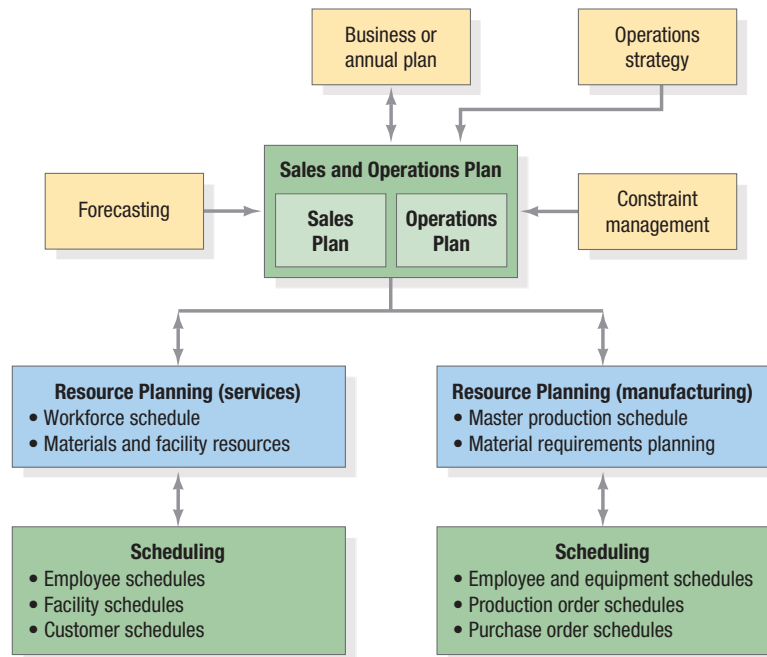 Business or
annual plan
Operations
strategy
Sales and Operations Plan
Forecasting
Sales
Plan
Operations
Plan
Constraint
management
Resource Planning (services)
• Workforce schedule
• Materials and facility resources
Resource Planning (manufacturing)
• Master production schedule
• Material requirements planning
Scheduling
• Employee schedules
• Facility schedules
• Customer schedules
Scheduling
• Employee and equipment schedules
• Production order schedules
• Purchase order schedules